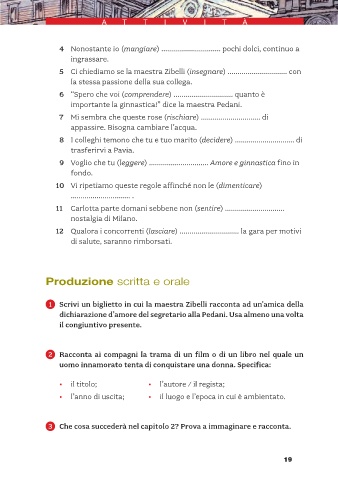 ATTIVITÀ
4 Nonostante io (mangiare) ............................. pochi dolci, continuo a
ingrassare.
5 Ci chiediamo se la maestra Zibelli (insegnare) ............................. con
la stessa passione della sua collega.
6 “Spero che voi (comprendere) ............................. quanto è
importante la ginnastica!” dice la maestra Pedani.
7 Mi sembra che queste rose (rischiare) ............................. di
appassire. Bisogna cambiare l’acqua.
8 I colleghi temono che tu e tuo marito (decidere) ............................. di
trasferirvi a Pavia.
9 Voglio che tu (leggere) ............................. Amore e ginnastica fino in
fondo.
10 Vi ripetiamo queste regole affinché non le (dimenticare)
............................. .
11 Carlotta parte domani sebbene non (sentire) .............................
nostalgia di Milano.
12 Qualora i concorrenti (lasciare) ............................. la gara per motivi
di salute, saranno rimborsati.
Produzione scritta e orale
1 Scrivi un biglietto in cui la maestra Zibelli racconta ad un’amica della
dichiarazione d’amore del segretario alla Pedani. Usa almeno una volta
il congiuntivo presente.
2 Racconta ai compagni la trama di un film o di un libro nel quale un
uomo innamorato tenta di conquistare una donna. Specifica:
• il titolo; • l’autore / il regista;
• l’anno di uscita; • il luogo e l’epoca in cui è ambientato.
3 Che cosa succederà nel capitolo 2? Prova a immaginare e racconta.
19